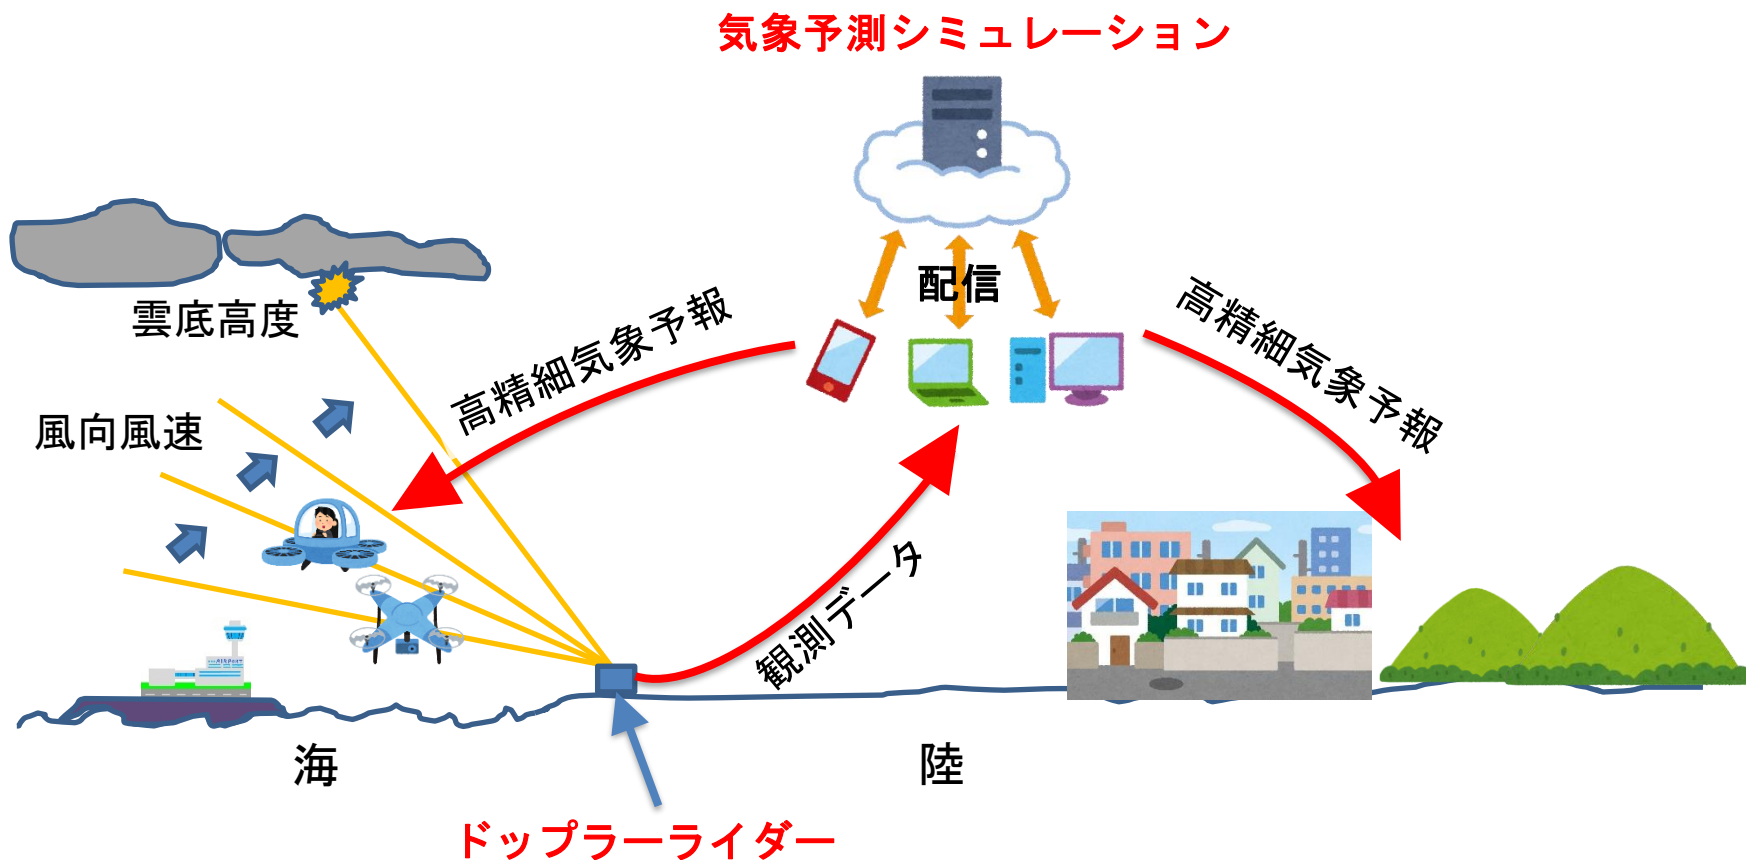 気象予測シミュレーション
配信
雲底高度
高精細気象予報
高精細気象予報
風向風速
観測データ
AIRPORT
海
陸
ドップラーライダー